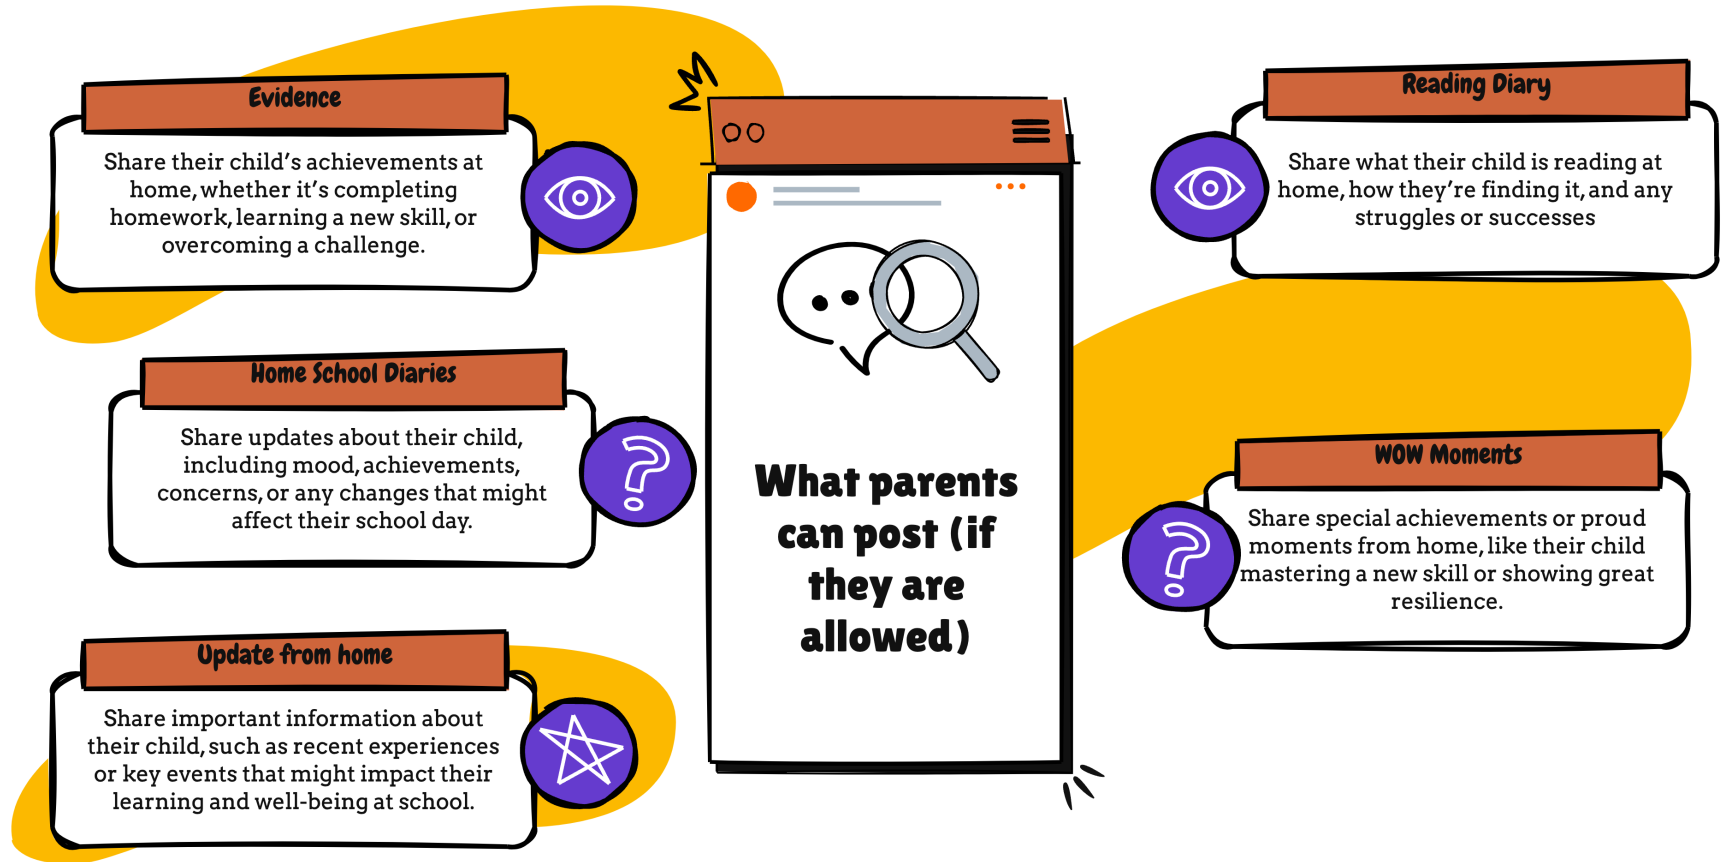 Evidence
Share their child's achievements at
home, whether it's completing
homework, learning a new skill, or
overcoming a challenge.
Home School Diaries
Share updates about their child,
including mood, achievements,
concerns, or any changes that might
affect their school day.
Update from home
Share important information about
their child, such as recent experiences
or key events that might impact their
learning and well-being at school.
What parents
can post (if
they are
allowed)
Reading Diary
Share what their child is reading at
home, how they're finding it, and any
struggles or successes
WOW Moments
Share special achievements or proud
moments from home, like their child
mastering a new skill or showing great
resilience.